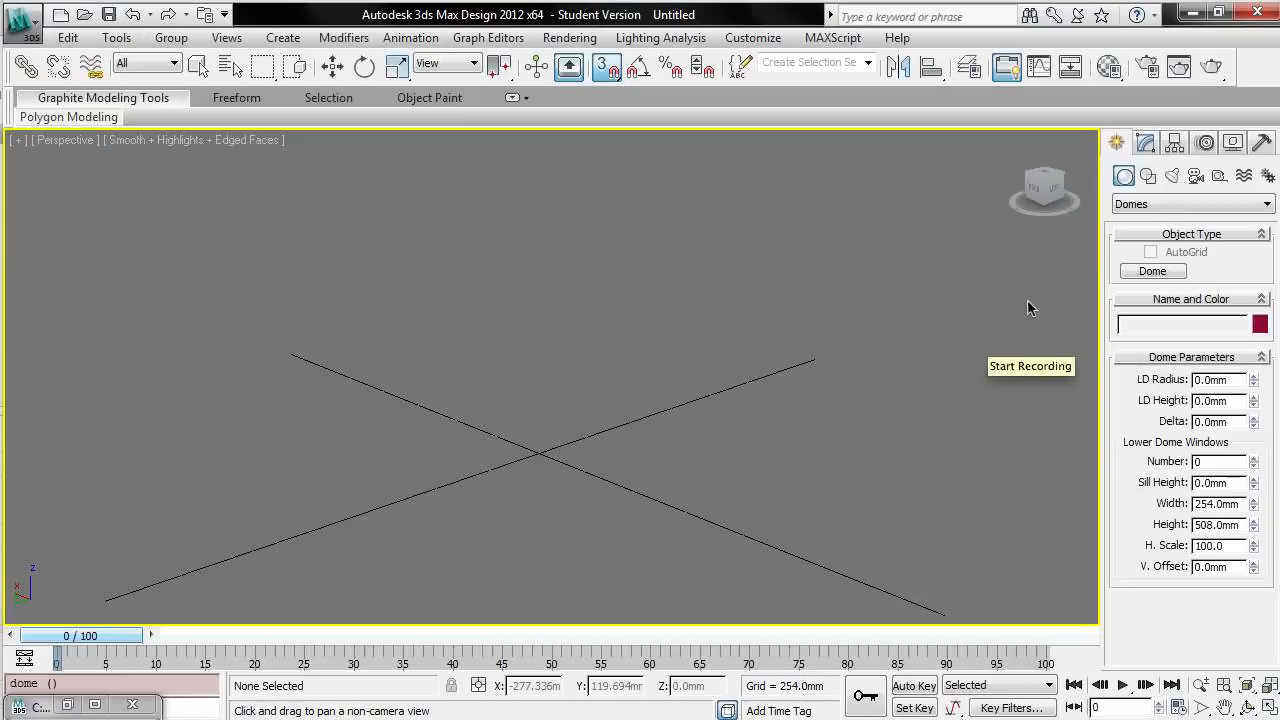 Autodesk 3ds Max Design 2012 x64 - Student Version Untitled
Type a keyword or phrase
3DS
Edit Tools Group Views Create Modifiers Animation Graph Editors Rendering Lighting Analysis Customize MAXScript Help
All View 3 Create Selection Se
Graphite Modeling Tools Freeform Selection Object Paint
Polygon Modeling
[ + ] [ Perspective ] [ Smooth + Highlights + Edged Faces ]
Domes
Object Type
AutoGrid
Dome
Name and Color
Start Recording
Dome Parameters
LD Radius: 0.0mm
LD Height: 0.0mm
Delta: 0.0mm
Lower Dome Windows
Number: 0
Sill Height: 0.0mm
Width: 254.0mm
Height: 508.0mm
H. Scale: 100.0
V. Offset: 0.0mm
z
x
y
0 / 100
0 5 10 15 20 25 30 35 40 45 50 55 60 65 70 75 80 85 90 95 100
dome ()
None Selected X: -277.336m Y: 119.694mr Z: 0.0mm Grid = 254.0mm Auto Key Selected
C...
Click and drag to pan a non-camera view Add Time Tag Set Key Key Filters... 0